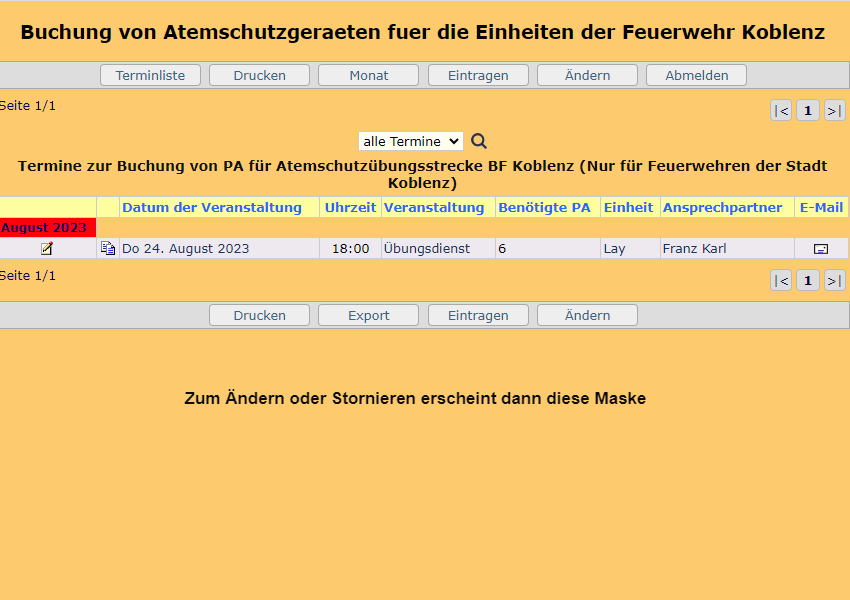 Buchung von Atemschutzgeraeten fuer die Einheiten der Feuerwehr Koblenz
Terminliste Drucken Monat Eintragen Ändern Abmelden
Seite 1/1 |< 1 >|
alle Termine
Termine zur Buchung von PA für Atemschutzübungsstrecke BF Koblenz (Nur für Feuerwehren der Stadt
Koblenz)
Datum der Veranstaltung Uhrzeit Veranstaltung Benötigte PA Einheit Ansprechpartner E-Mail
August 2023
Do 24. August 2023 18:00 Übungsdienst 6 Lay Franz Karl
Seite 1/1 |< 1 >|
Drucken Export Eintragen Ändern
Zum Ändern oder Stornieren erscheint dann diese Maske